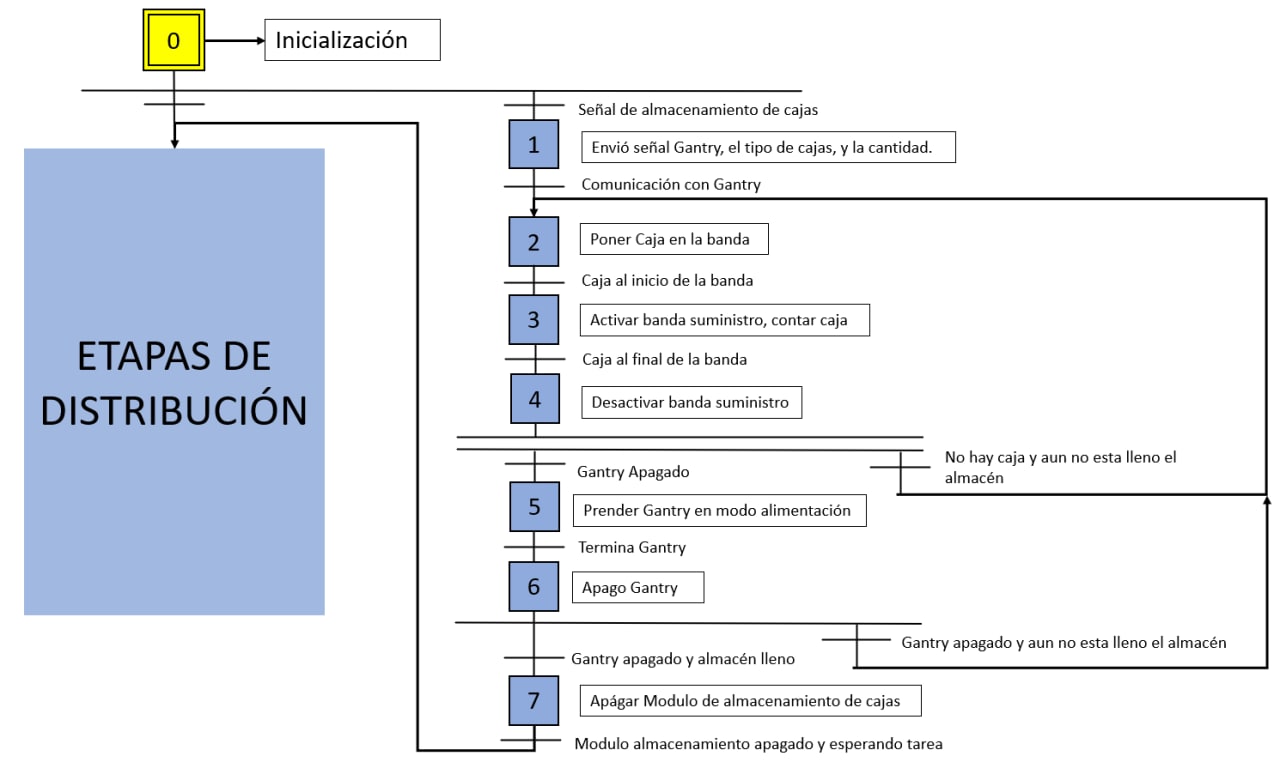 0
Inicialización
Señal de almacenamiento de cajas
1
Envió señal Gantry, el tipo de cajas, y la cantidad.
Comunicación con Gantry
2
Poner Caja en la banda
Caja al inicio de la banda
3
Activar banda suministro, contar caja
Caja al final de la banda
4
Desactivar banda suministro
ETAPAS DE
DISTRIBUCIÓN
No hay caja y aun no esta lleno el
almacén
Gantry Apagado
5
Prender Gantry en modo alimentación
Termina Gantry
6
Apago Gantry
Gantry apagado y aun no esta lleno el almacén
Gantry apagado y almacén lleno
7
Apágar Modulo de almacenamiento de cajas
Modulo almacenamiento apagado y esperando tarea